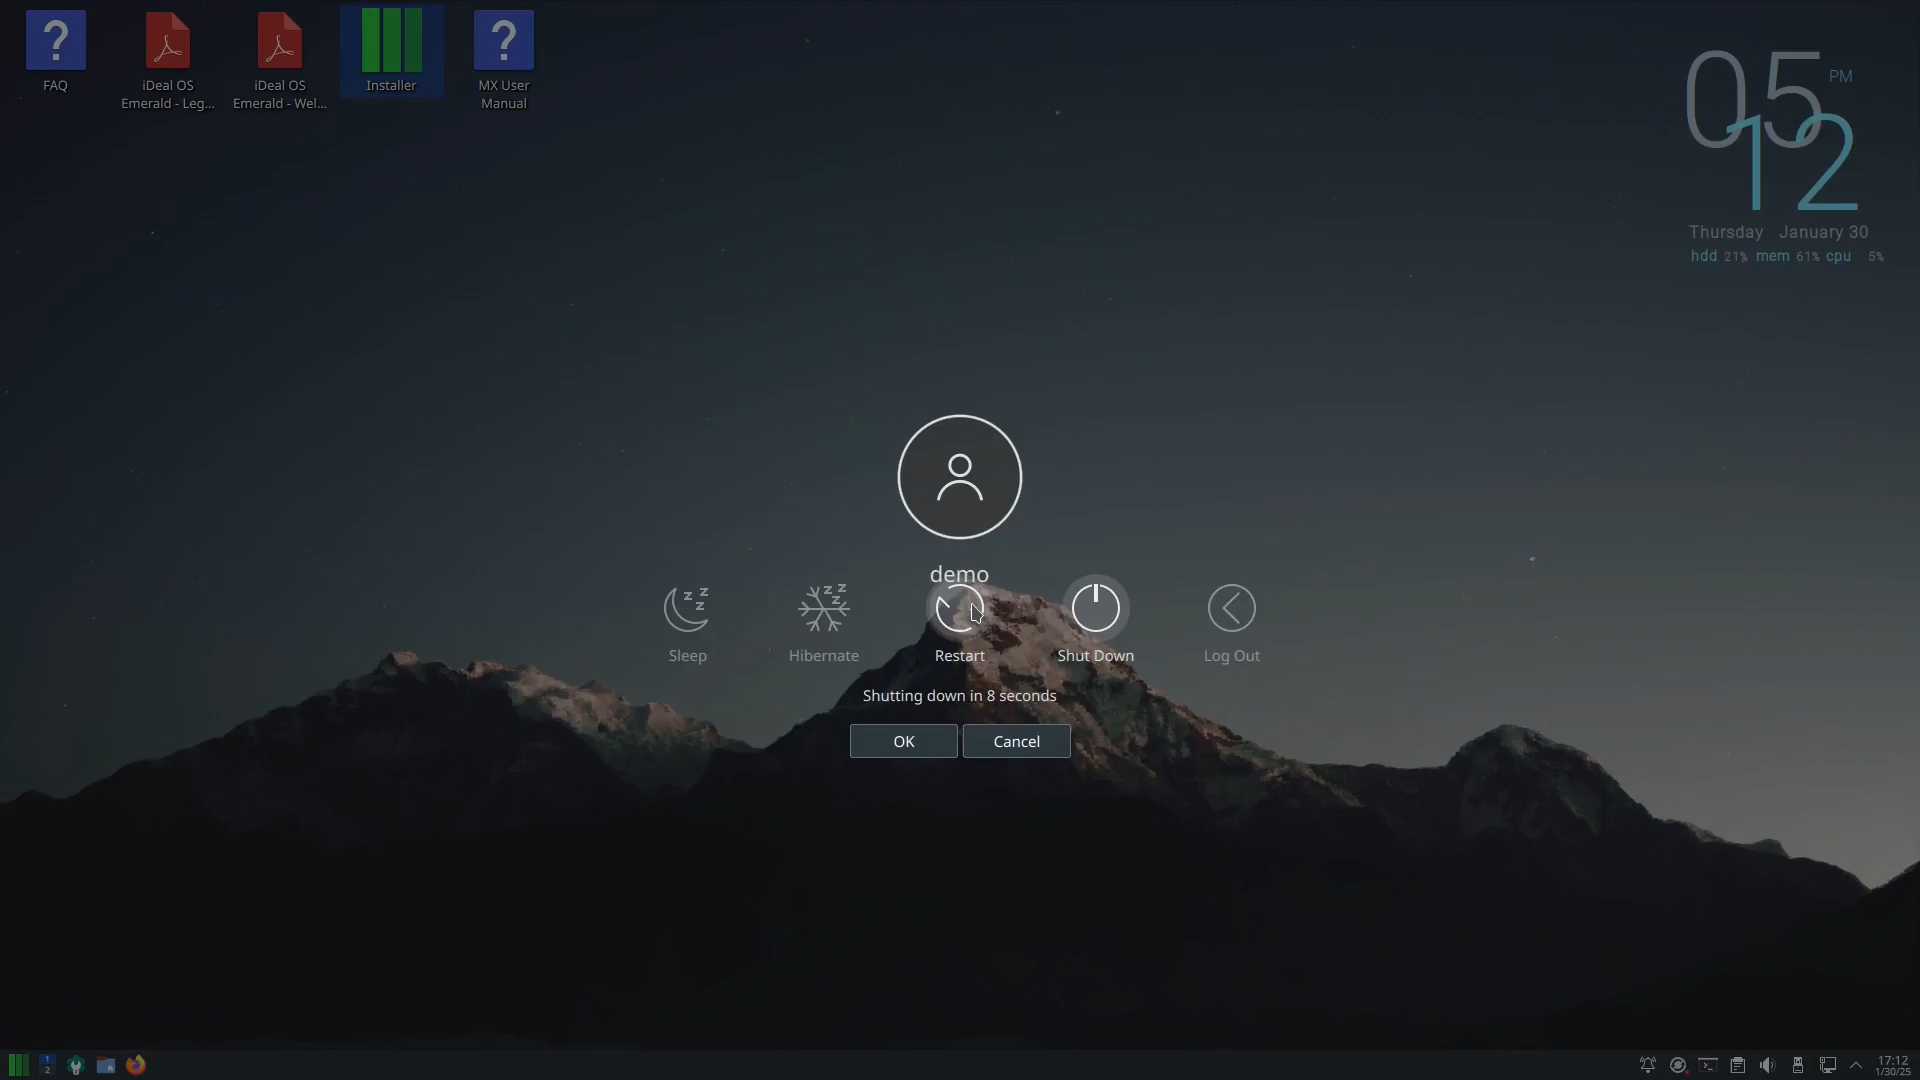 FAQ
iDeal OS
Emerald - Leg...
iDeal OS
Emerald - Wel...
Installer
MX User
Manual
05 PM
12
Thursday January 30
hdd 21% mem 61% cpu 5%
demo
Sleep
Hibernate
Restart
Shut Down
Log Out
Shutting down in 8 seconds
OK
Cancel
1
2
17:12
1/30/25